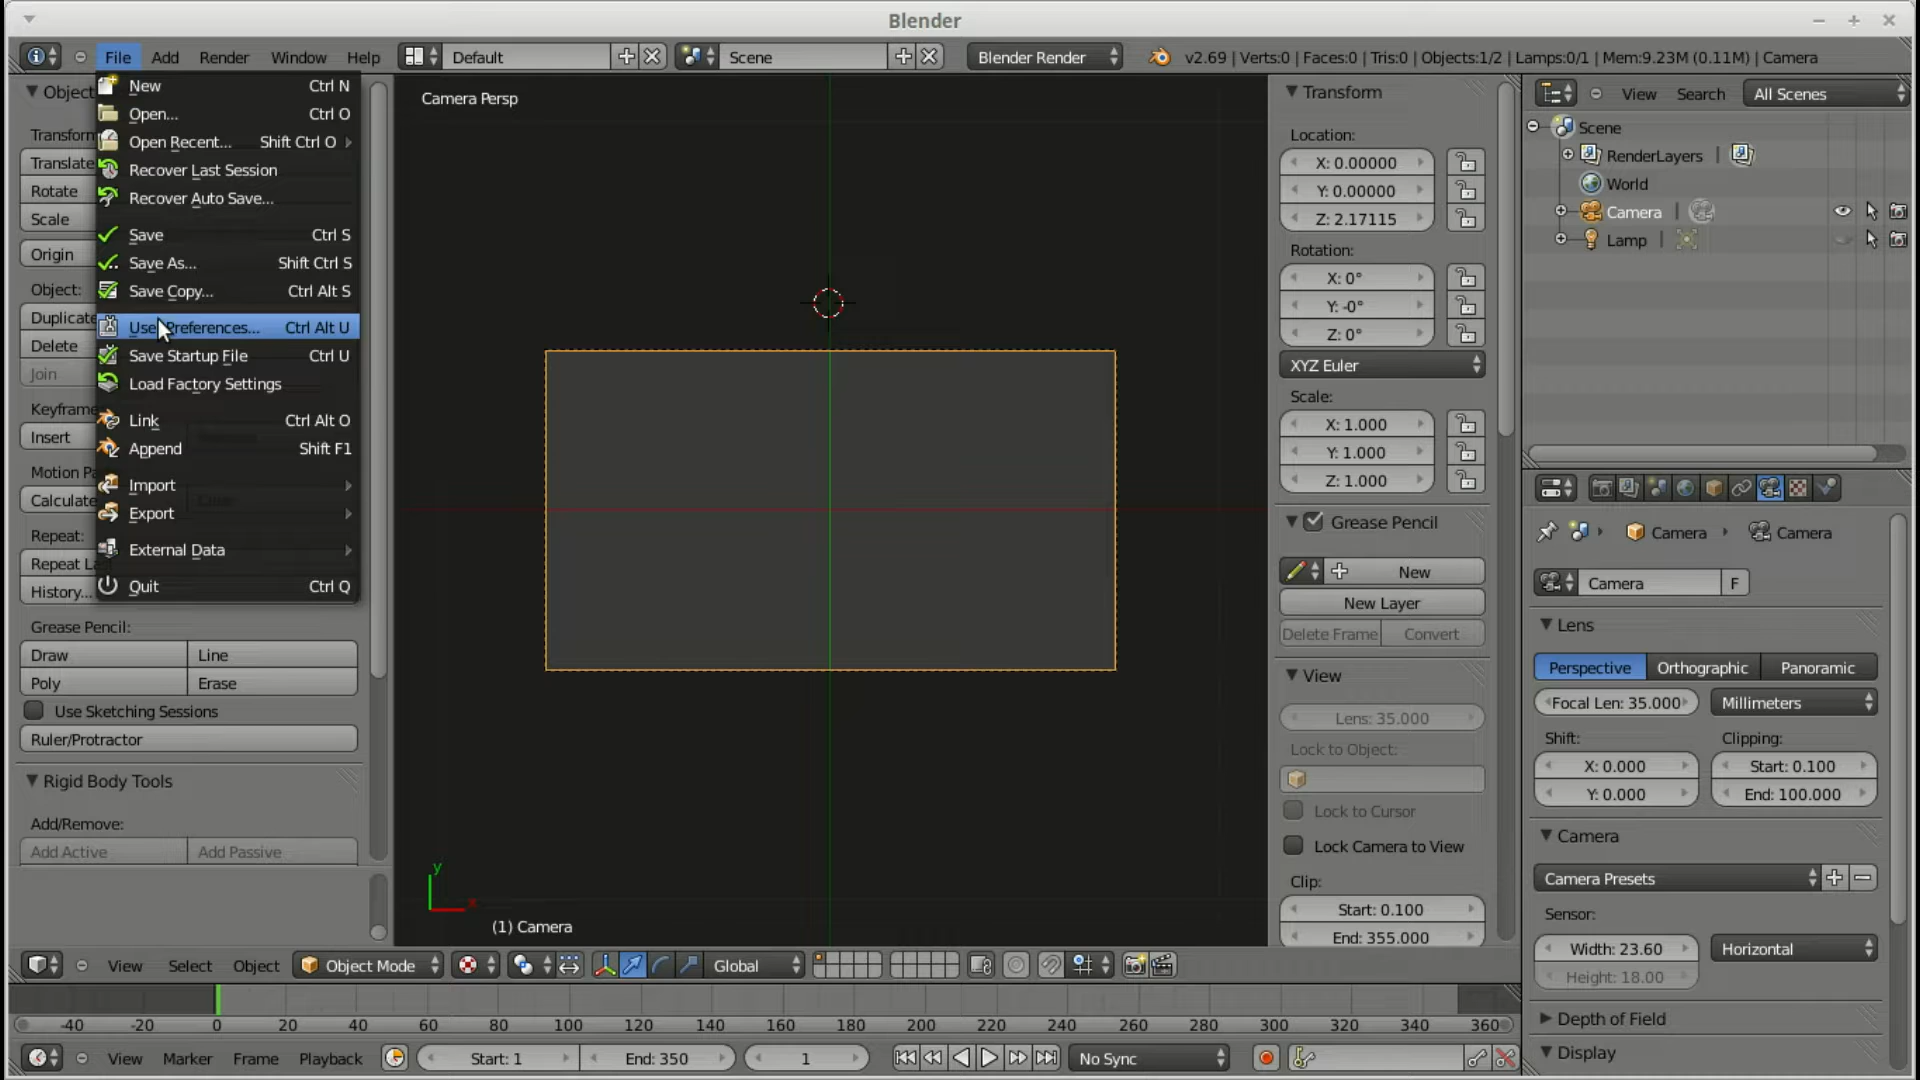 Blender
File Add Render Window Help Default Scene Blender Render v2.69 | Verts:0 | Faces:0 | Tris:0 | Objects:1/2 | Lamps:0/1 | Mem:9.23M (0.11M) | Camera
Object
Transform
Translate
Rotate
Scale
Origin
Object:
Duplicate
Delete
Join
Keyframe
Insert
Motion Pa
Calculate
Repeat:
Repeat La
History...
Grease Pencil:
Draw Line
Poly Erase
Use Sketching Sessions
Ruler/Protractor
Rigid Body Tools
Add/Remove:
Add Active Add Passive
New Ctrl N
Open... Ctrl O
Open Recent... Shift Ctrl O
Recover Last Session
Recover Auto Save...
Save Ctrl S
Save As... Shift Ctrl S
Save Copy... Ctrl Alt S
User Preferences... Ctrl Alt U
Save Startup File Ctrl U
Load Factory Settings
Link Ctrl Alt O
Append Shift F1
Import
Export
External Data
Quit Ctrl Q
Camera Persp
y
x
(1) Camera
Transform
Location:
X: 0.00000
Y: 0.00000
Z: 2.17115
Rotation:
X: 0°
Y: -0°
Z: 0°
XYZ Euler
Scale:
X: 1.000
Y: 1.000
Z: 1.000
Grease Pencil
New
New Layer
Delete Frame Convert
View
Lens: 35.000
Lock to Object:
Lock to Cursor
Lock Camera to View
Clip:
Start: 0.100
End: 355.000
View Search All Scenes
Scene
RenderLayers |
World
Camera |
Lamp |
Camera Camera
Camera F
Lens
Perspective Orthographic Panoramic
Focal Len: 35.000 Millimeters
Shift: Clipping:
X: 0.000 Start: 0.100
Y: 0.000 End: 100.000
Camera
Camera Presets
Sensor:
Width: 23.60 Horizontal
Height: 18.00
Depth of Field
Display
View Select Object Object Mode Global
-40 -20 0 20 40 60 80 100 120 140 160 180 200 220 240 260 280 300 320 340 360
View Marker Frame Playback Start: 1 End: 350 1 No Sync